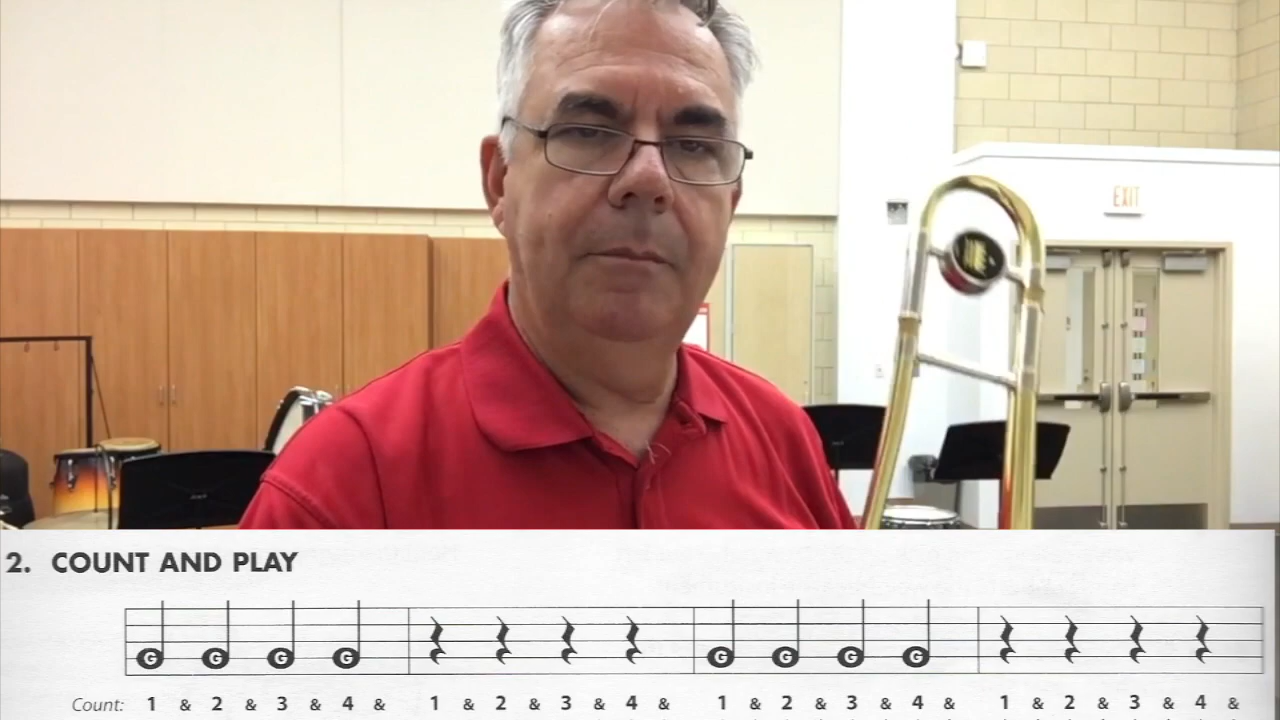 EXIT
2. COUNT AND PLAY
G G G G G G G G
Count: 1 & 2 & 3 & 4 & 1 & 2 & 3 & 4 & 1 & 2 & 3 & 4 & 1 & 2 & 3 & 4 &